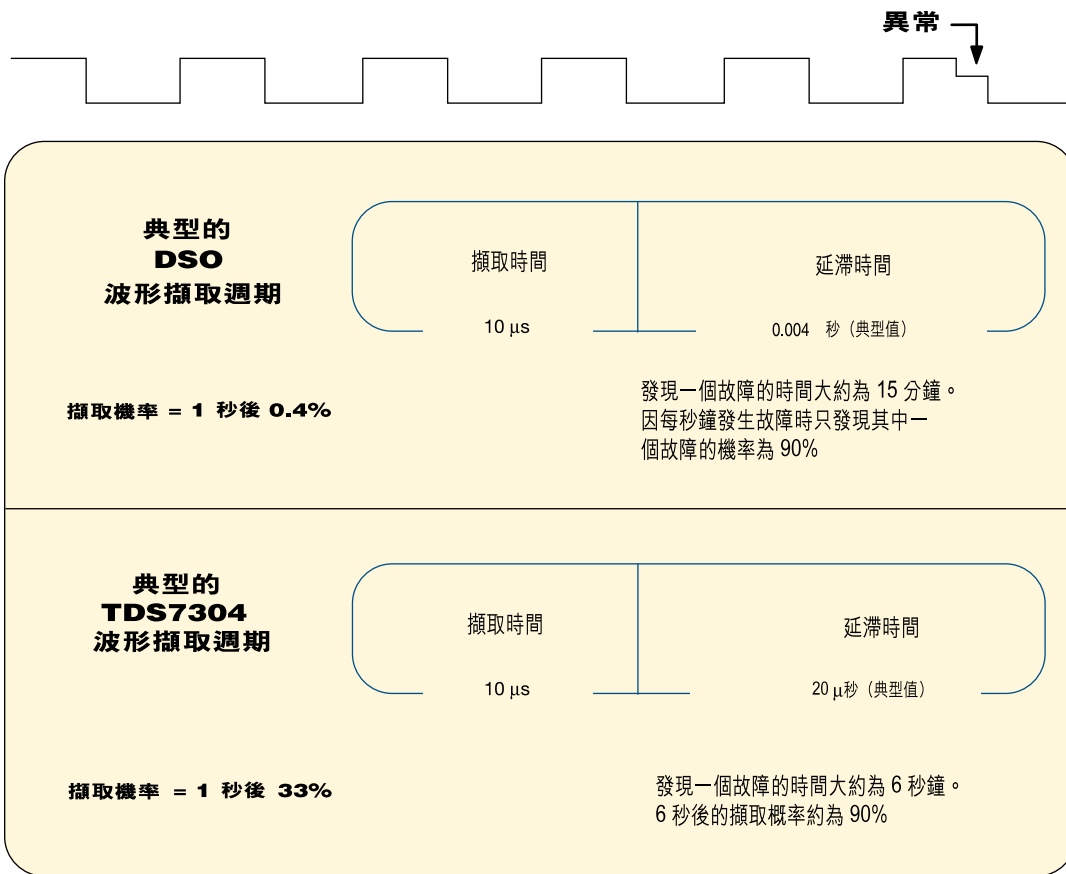 異常
典型的
DSO
波形擷取週期
擷取時間
延滯時間
10 μs
0.004 秒（典型值）
擷取機率 = 1 秒後 0.4%
發現一個故障的時間大約為 15 分鐘。
因每秒鐘發生故障時只發現其中一
個故障的機率為 90%
典型的
TDS7304
波形擷取週期
擷取時間
延滯時間
10 μs
20 μ秒（典型值）
擷取機率 = 1 秒後 33%
發現一個故障的時間大約為 6 秒鐘。
6 秒後的擷取概率約為 90%